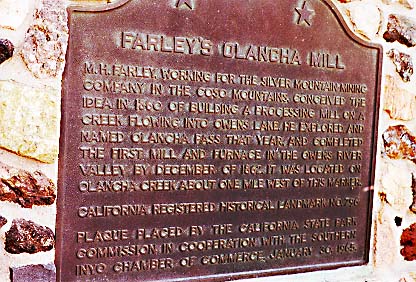 FARLEY'S OLANCHA MILL
M. H. FARLEY, WORKING FOR THE SILVER MOUNTAIN MINING
COMPANY IN THE COSO MOUNTAINS, CONCEIVED THE
IDEA IN 1860 OF BUILDING A PROCESSING MILL ON A
CREEK FLOWING INTO OWENS LAKE. HE EXPLORED AND
NAMED OLANCHA PASS THAT YEAR, AND COMPLETED
THE FIRST MILL AND FURNACE IN THE OWENS RIVER
VALLEY BY DECEMBER OF 1862. IT WAS LOCATED ON
OLANCHA CREEK ABOUT ONE MILE WEST OF THIS MARKER.
CALIFORNIA REGISTERED HISTORICAL LANDMARK NO. 796
PLAQUE PLACED BY THE CALIFORNIA STATE PARK
COMMISSION IN COOPERATION WITH THE SOUTHERN
INYO CHAMBER OF COMMERCE, JANUARY 1965.